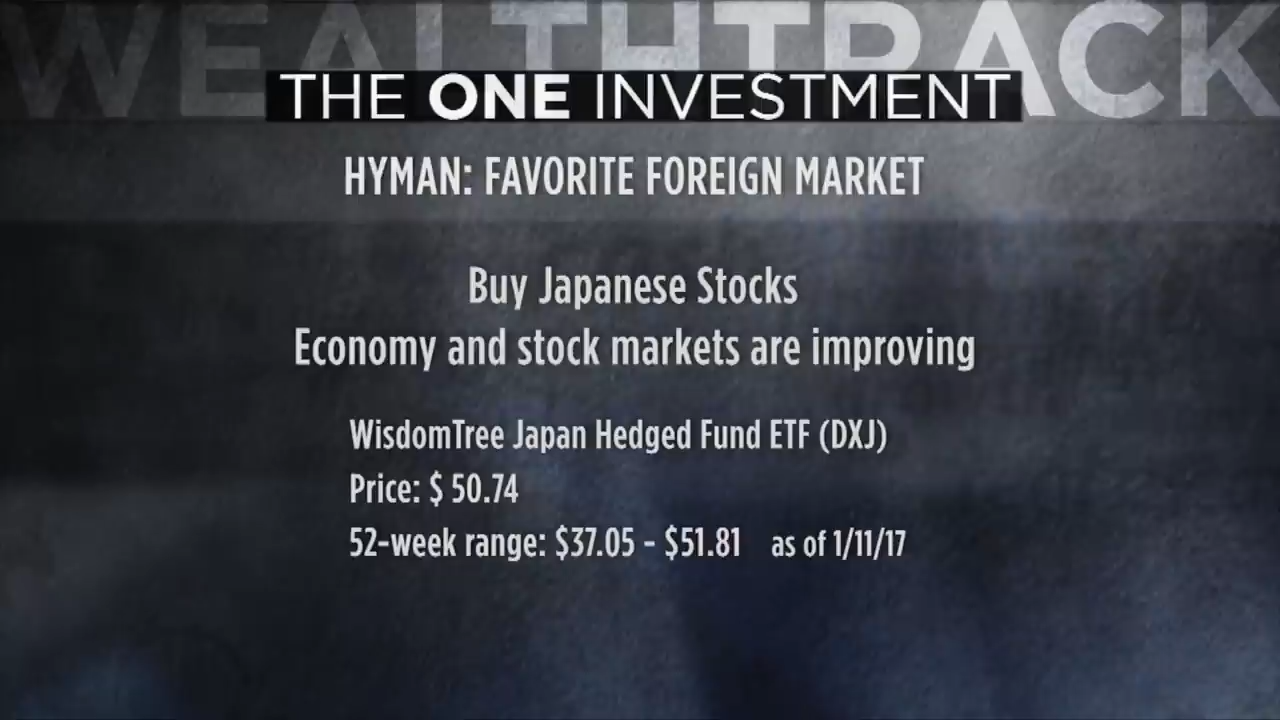 WEALTHTRACK
THE ONE INVESTMENT
HYMAN: FAVORITE FOREIGN MARKET
Buy Japanese Stocks
Economy and stock markets are improving
WisdomTree Japan Hedged Fund ETF (DXJ)
Price: $ 50.74
52-week range: $37.05 - $51.81 as of 1/11/17